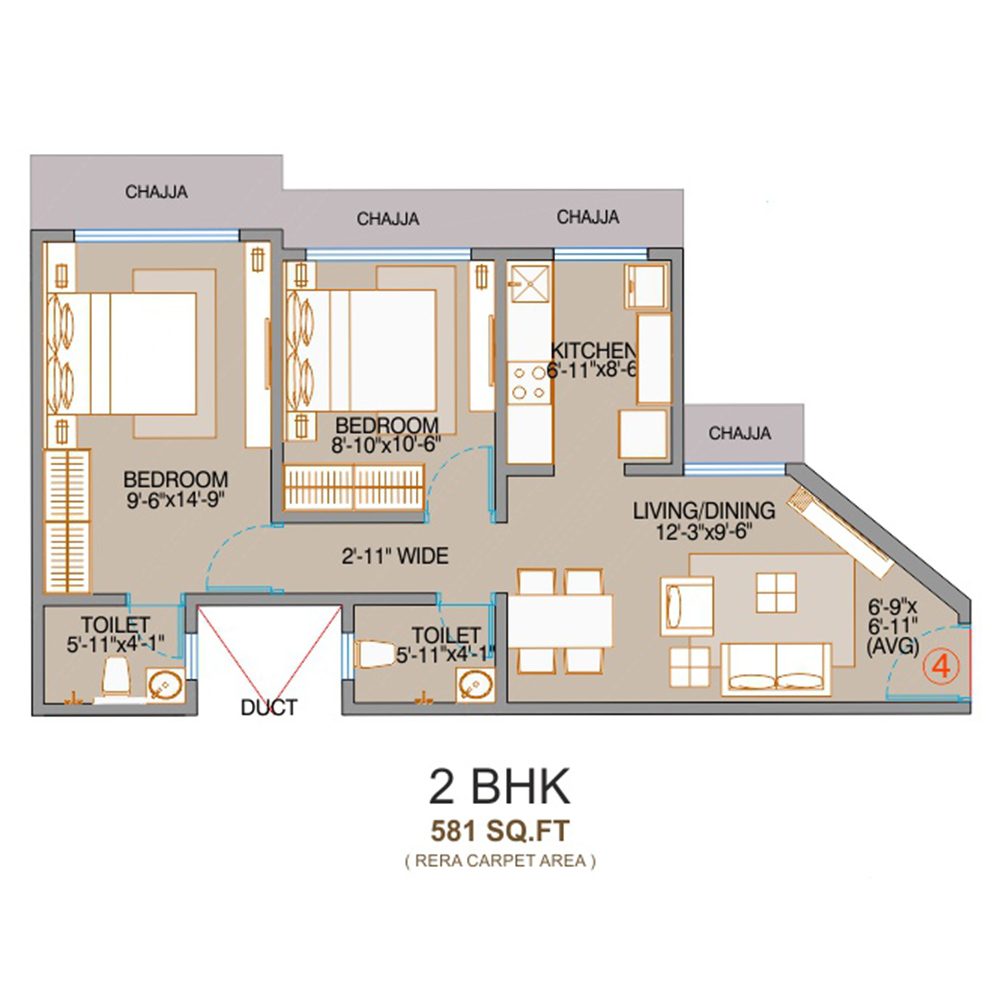 CHAJJA
CHAJJA
CHAJJA
KITCHEN
6'-11"x8'-6
BEDROOM
8'-10"x10'-6"
CHAJJA
BEDROOM
9'-6"x14'-9"
LIVING/DINING
12'-3"x9'-6"
2'-11" WIDE
6'-9"x
6'-11"
(AVG)
4
TOILET
5'-11"x4'-1"
TOILET
5'-11"x4'-1"
DUCT
2 BHK
581 SQ.FT
( RERA CARPET AREA )